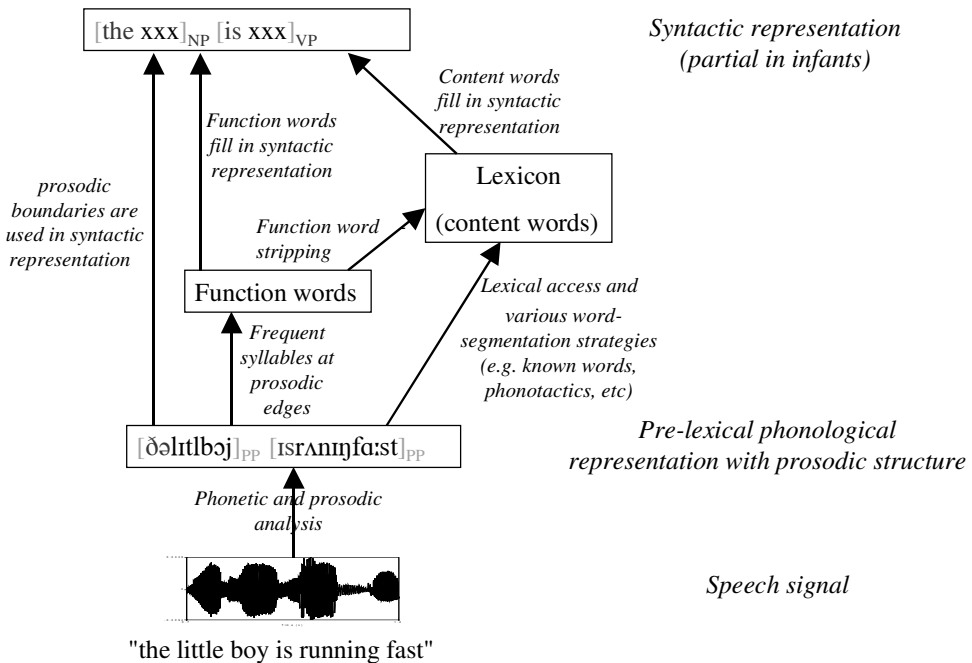 [the xxx]NP [is xxx]VP
Syntactic representation
(partial in infants)
Content words
fill in syntactic
representation
Function words
fill in syntactic
representation
prosodic
boundaries are
used in syntactic
representation
Lexicon
(content words)
Function word
stripping
Function words
Lexical access and
various word-
segmentation strategies
(e.g. known words,
phonotactics, etc)
Frequent
syllables at
prosodic
edges
[ðəlɪtlbɔj]PP [ɪsrʌnɪŋfɑːst]PP
Pre-lexical phonological
representation with prosodic structure
Phonetic and prosodic
analysis
Speech signal
"the little boy is running fast"